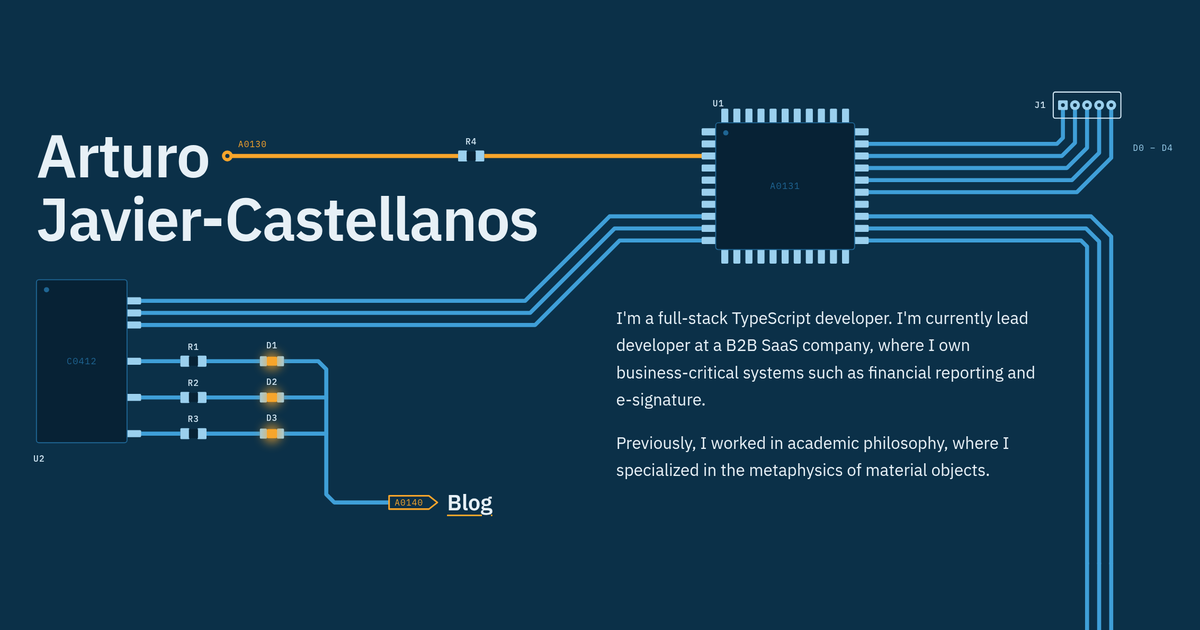 U1
J1
D0 – D4
Arturo
A0130
R4
A0131
Javier-Castellanos
I'm a full-stack TypeScript developer. I'm currently lead
developer at a B2B SaaS company, where I own
business-critical systems such as financial reporting and
e-signature.
Previously, I worked in academic philosophy, where I
specialized in the metaphysics of material objects.
C0412
R1
D1
R2
D2
R3
D3
U2
A0140
Blog